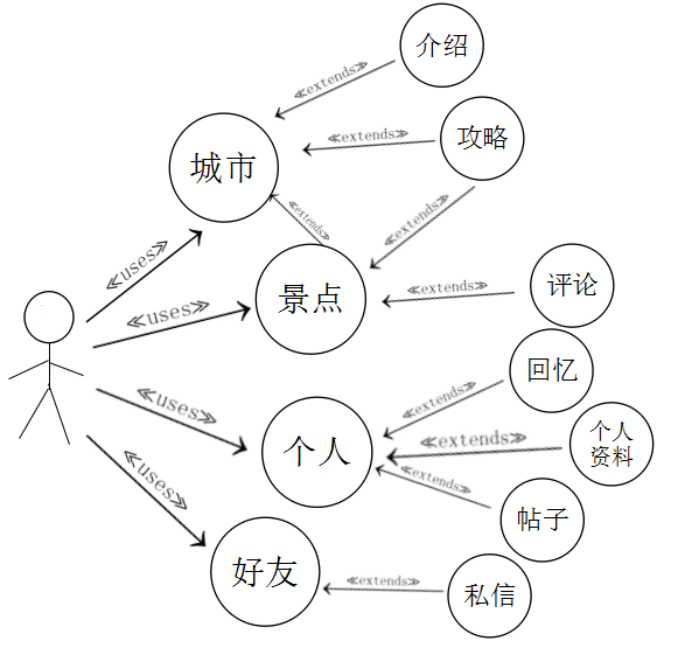 介绍
≪extends≫
攻略
≪extends≫
城市
≪extends≫
≪extends≫
≪uses≫
景点
≪uses≫
评论
≪extends≫
回忆
≪extends≫
≪uses≫
个人
个人
资料
≪extends≫
≪extends≫
帖子
≪uses≫
好友
≪extends≫
私信